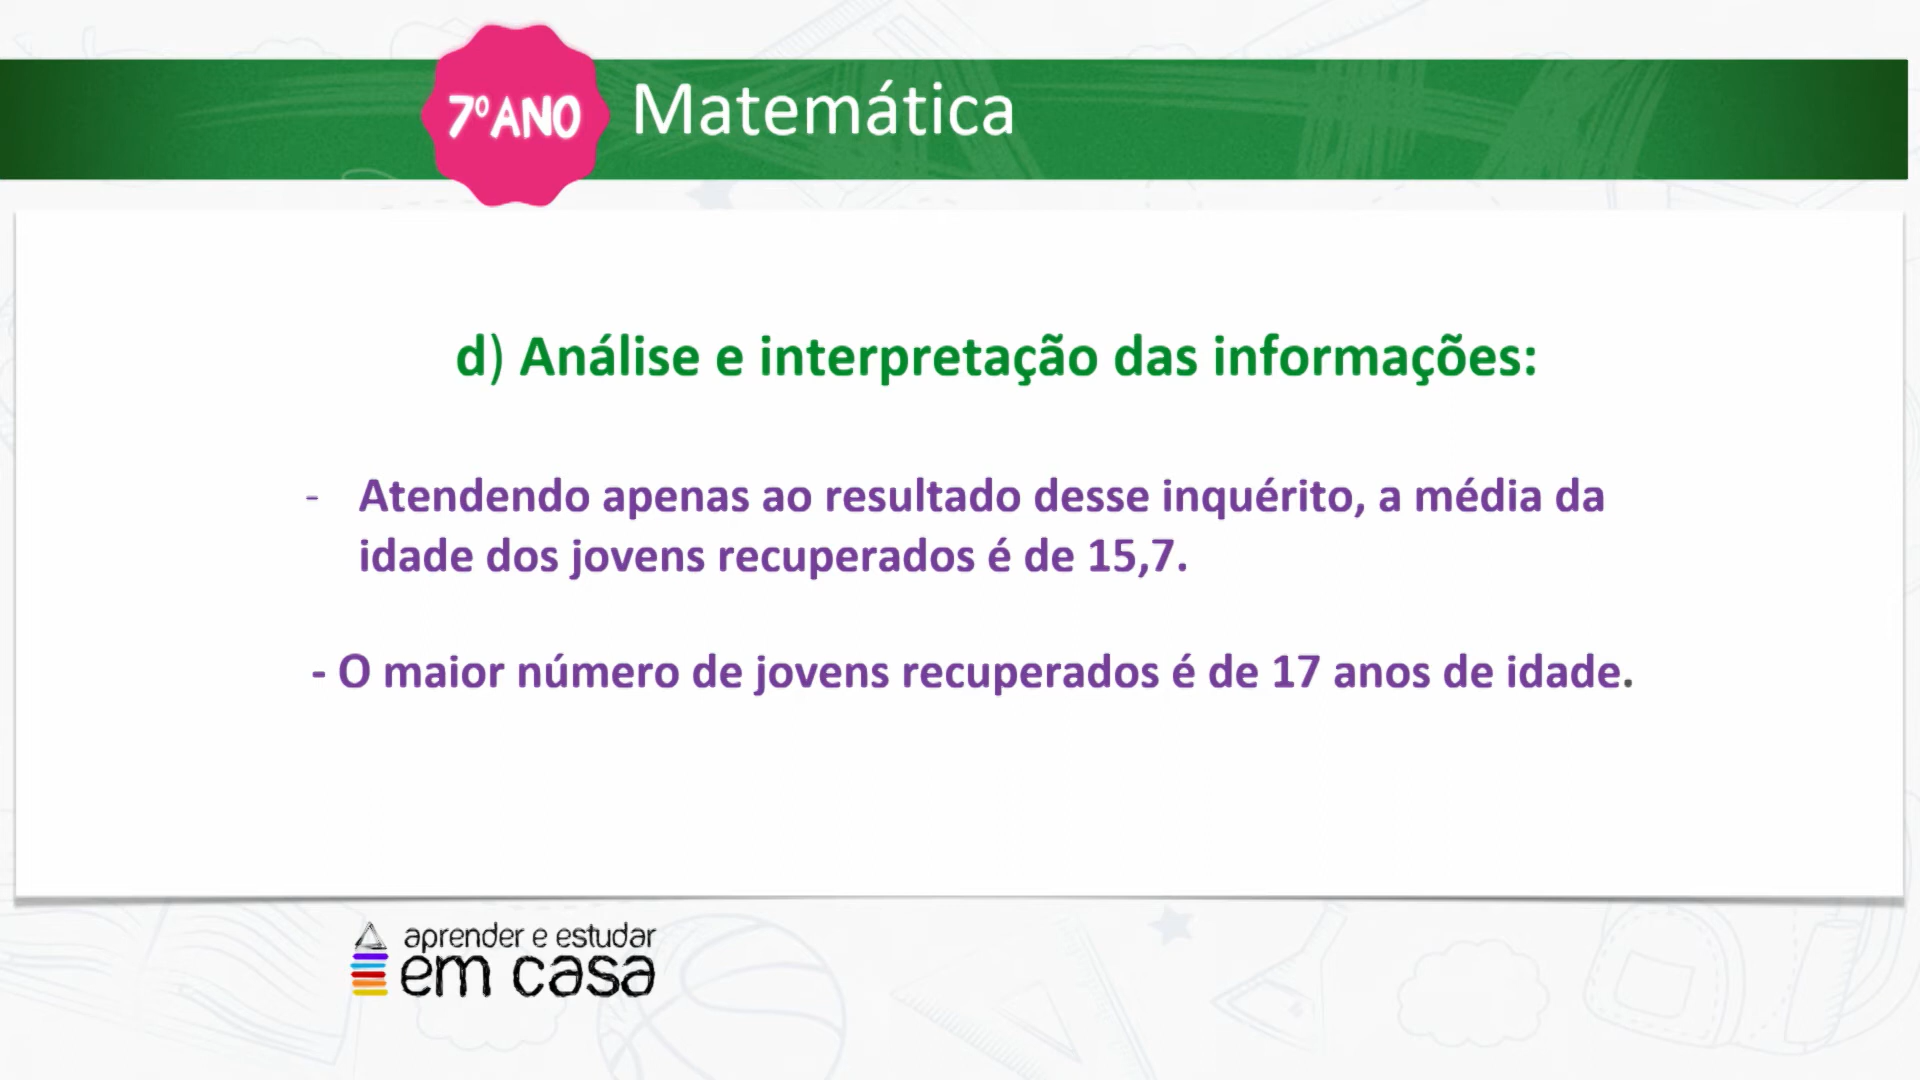 7ºANO
Matemática
d) Análise e interpretação das informações:
- Atendendo apenas ao resultado desse inquérito, a média da
idade dos jovens recuperados é de 15,7.
- O maior número de jovens recuperados é de 17 anos de idade.
aprender e estudar
em casa